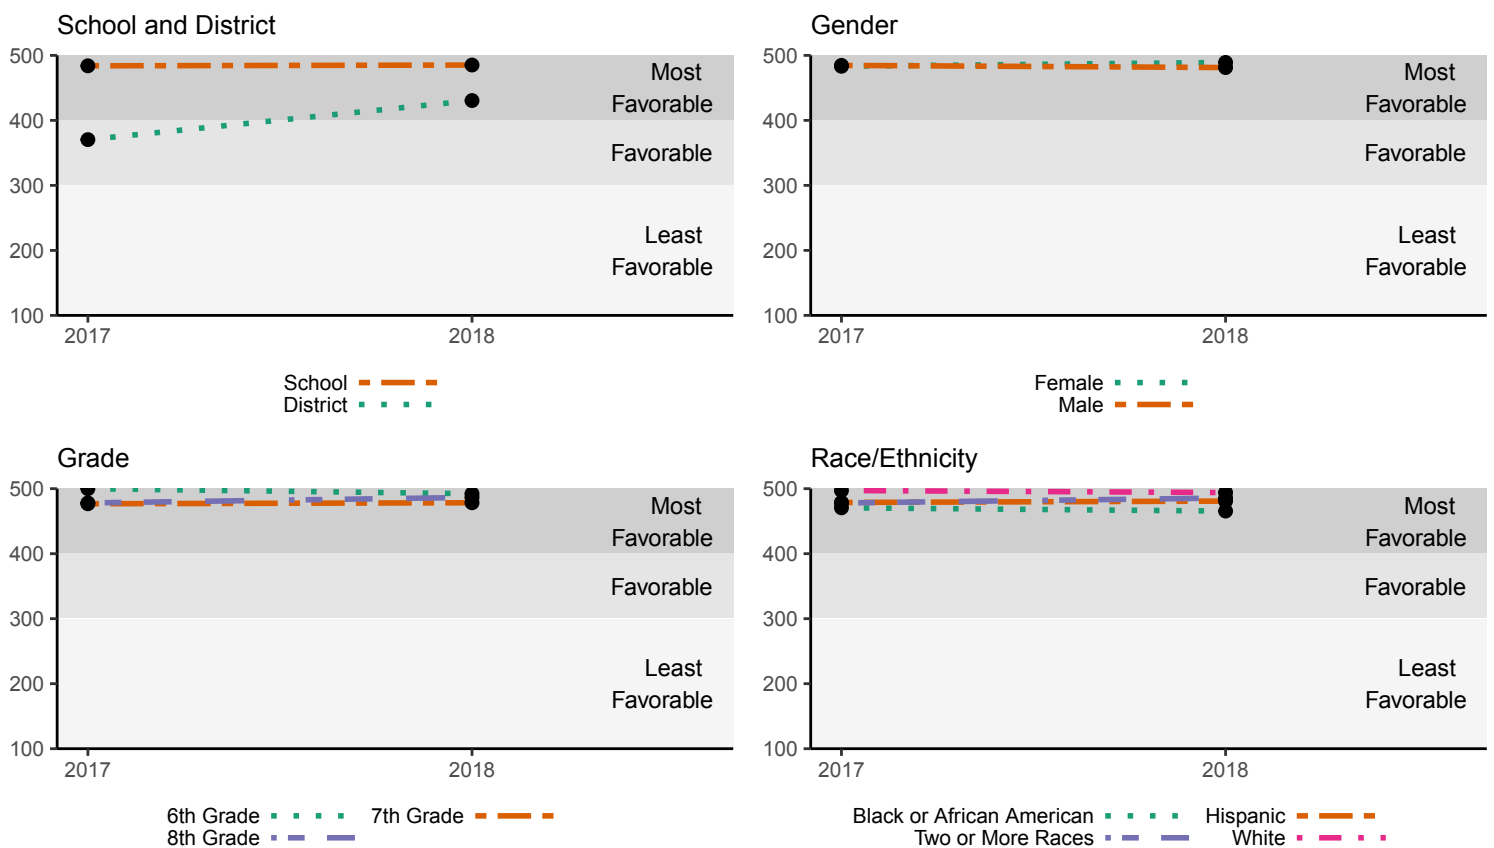 School and District
500
400
300
200
100
Most
Favorable
Favorable
Least
Favorable
2017 2018
School
District
Gender
500
400
300
200
100
Most
Favorable
Favorable
Least
Favorable
2017 2018
Female
Male
Grade
500
400
300
200
100
Most
Favorable
Favorable
Least
Favorable
2017 2018
6th Grade 7th Grade
8th Grade
Race/Ethnicity
500
400
300
200
100
Most
Favorable
Favorable
Least
Favorable
2017 2018
Black or African American Hispanic
Two or More Races White